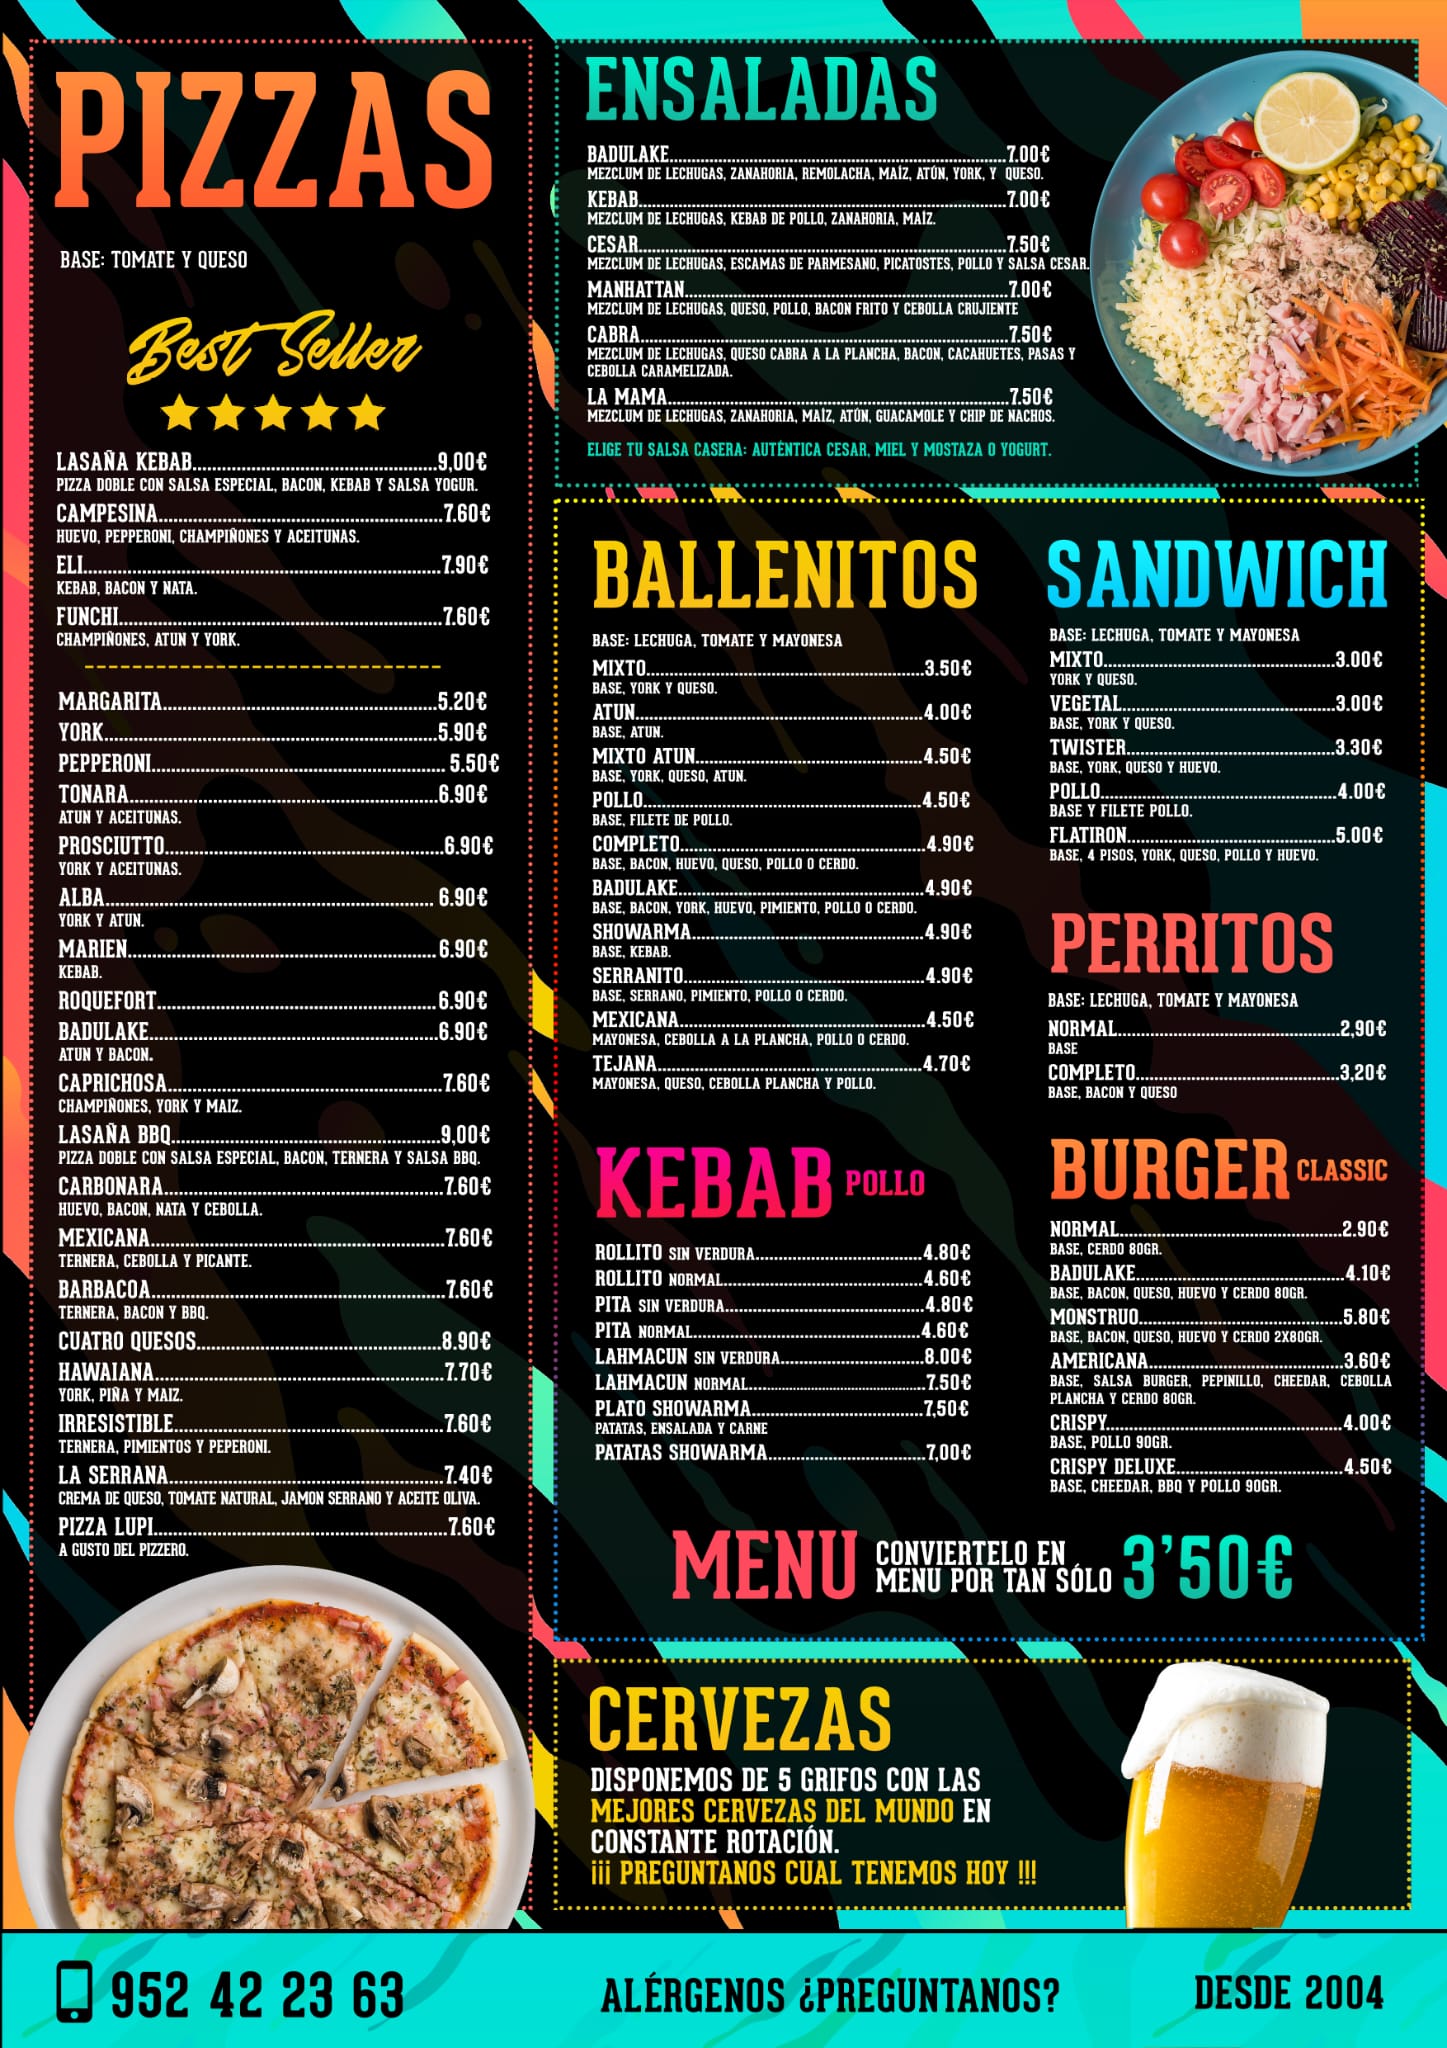 PIZZAS
BASE: TOMATE Y QUESO
Best Seller
LASAÑA KEBAB...9,00€
PIZZA DOBLE CON SALSA ESPECIAL, BACON, KEBAB Y SALSA YOGUR.
CAMPESINA...7.60€
HUEVO, PEPPERONI, CHAMPIÑONES Y ACEITUNAS.
ELI...7.90€
KEBAB, BACON Y NATA.
FUNCHI...7.60€
CHAMPIÑONES, ATUN Y YORK.
MARGARITA...5.20€
YORK...5.90€
PEPPERONI...5.50€
TONARA...6.90€
ATUN Y ACEITUNAS.
PROSCIUTTO...6.90€
YORK Y ACEITUNAS.
ALBA...6.90€
YORK Y ATUN.
MARIEN...6.90€
KEBAB.
ROQUEFORT...6.90€
BADULAKE...6.90€
ATUN Y BACON.
CAPRICHOSA...7.60€
CHAMPIÑONES, YORK Y MAIZ.
LASAÑA BBQ...9,00€
PIZZA DOBLE CON SALSA ESPECIAL, BACON, TERNERA Y SALSA BBQ.
CARBONARA...7.60€
HUEVO, BACON, NATA Y CEBOLLA.
MEXICANA...7.60€
TERNERA, CEBOLLA Y PICANTE.
BARBACOA...7.60€
TERNERA, BACON Y BBQ.
CUATRO QUESOS...8.90€
HAWAIANA...7.70€
YORK, PIÑA Y MAIZ.
IRRESISTIBLE...7.60€
TERNERA, PIMIENTOS Y PEPERONI.
LA SERRANA...7.40€
CREMA DE QUESO, TOMATE NATURAL, JAMON SERRANO Y ACEITE OLIVA.
PIZZA LUPI...7.60€
A GUSTO DEL PIZZERO.
ENSALADAS
BADULAKE...7.00€
MEZCLUM DE LECHUGAS, ZANAHORIA, REMOLACHA, MAÍZ, ATÚN, YORK, Y QUESO.
KEBAB...7.00€
MEZCLUM DE LECHUGAS, KEBAB DE POLLO, ZANAHORIA, MAÍZ.
CESAR...7.50€
MEZCLUM DE LECHUGAS, ESCAMAS DE PARMESANO, PICATOSTES, POLLO Y SALSA CESAR.
MANHATTAN...7.00€
MEZCLUM DE LECHUGAS, QUESO, POLLO, BACON FRITO Y CEBOLLA CRUJIENTE
CABRA...7.50€
MEZCLUM DE LECHUGAS, QUESO CABRA A LA PLANCHA, BACON, CACAHUETES, PASAS Y
CEBOLLA CARAMELIZADA.
LA MAMA...7.50€
MEZCLUM DE LECHUGAS, ZANAHORIA, MAÍZ, ATÚN, GUACAMOLE Y CHIP DE NACHOS.
ELIGE TU SALSA CASERA: AUTÉNTICA CESAR, MIEL Y MOSTAZA O YOGURT.
BALLENITOS
BASE: LECHUGA, TOMATE Y MAYONESA
MIXTO...3.50€
BASE, YORK Y QUESO.
ATUN...4.00€
BASE, ATUN.
MIXTO ATUN...4.50€
BASE, YORK, QUESO, ATUN.
POLLO...4.50€
BASE, FILETE DE POLLO.
COMPLETO...4.90€
BASE, BACON, HUEVO, QUESO, POLLO O CERDO.
BADULAKE...4.90€
BASE, BACON, YORK, HUEVO, PIMIENTO, POLLO O CERDO.
SHOWARMA...4.90€
BASE, KEBAB.
SERRANITO...4.90€
BASE, SERRANO, PIMIENTO, POLLO O CERDO.
MEXICANA...4.50€
MAYONESA, CEBOLLA A LA PLANCHA, POLLO O CERDO.
TEJANA...4.70€
MAYONESA, QUESO, CEBOLLA PLANCHA Y POLLO.
KEBAB POLLO
ROLLITO SIN VERDURA...4.80€
ROLLITO NORMAL...4.60€
PITA SIN VERDURA...4.80€
PITA NORMAL...4.60€
LAHMACUN SIN VERDURA...8.00€
LAHMACUN NORMAL...7.50€
PLATO SHOWARMA...7,50€
PATATAS, ENSALADA Y CARNE
PATATAS SHOWARMA...7,00€
SANDWICH
BASE: LECHUGA, TOMATE Y MAYONESA
MIXTO...3.00€
YORK Y QUESO.
VEGETAL...3.00€
BASE, YORK Y QUESO.
TWISTER...3.30€
BASE, YORK, QUESO Y HUEVO.
POLLO...4.00€
BASE Y FILETE POLLO.
FLATIRON...5.00€
BASE, 4 PISOS, YORK, QUESO, POLLO Y HUEVO.
PERRITOS
BASE: LECHUGA, TOMATE Y MAYONESA
NORMAL...2,90€
BASE
COMPLETO...3,20€
BASE, BACON Y QUESO
BURGER CLASSIC
NORMAL...2.90€
BASE, CERDO 80GR.
BADULAKE...4.10€
BASE, BACON, QUESO, HUEVO Y CERDO 80GR.
MONSTRUO...5.80€
BASE, BACON, QUESO, HUEVO Y CERDO 2X80GR.
AMERICANA...3.60€
BASE, SALSA BURGER, PEPINILLO, CHEEDAR, CEBOLLA
PLANCHA Y CERDO 80GR.
CRISPY...4.00€
BASE, POLLO 90GR.
CRISPY DELUXE...4.50€
BASE, CHEEDAR, BBQ Y POLLO 90GR.
MENU CONVIERTELO EN
MENU POR TAN SÓLO 3'50€
CERVEZAS
DISPONEMOS DE 5 GRIFOS CON LAS
MEJORES CERVEZAS DEL MUNDO EN
CONSTANTE ROTACIÓN.
¡¡¡ PREGUNTANOS CUAL TENEMOS HOY !!!
952 42 23 63
ALÉRGENOS ¿PREGUNTANOS?
DESDE 2004